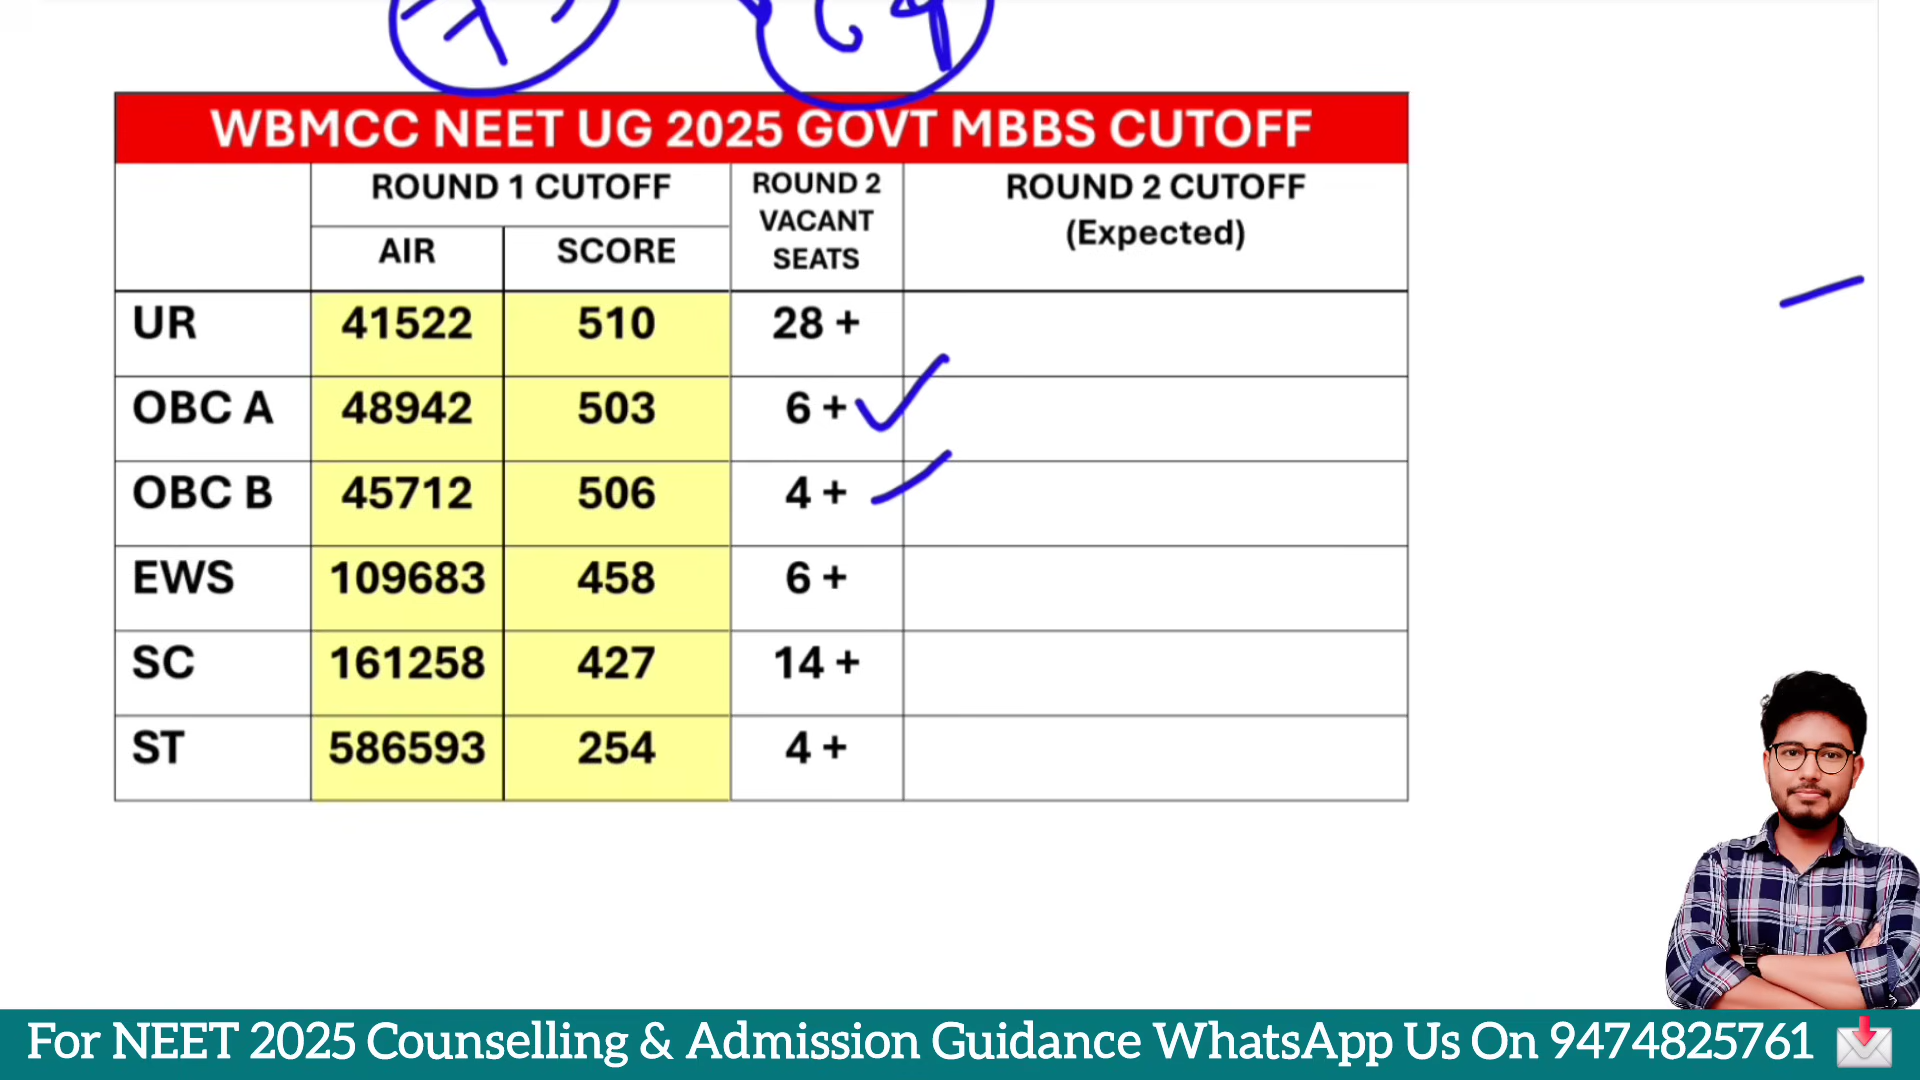 WBMCC NEET UG 2025 GOVT MBBS CUTOFF
ROUND 1 CUTOFF
ROUND 2 VACANT SEATS
ROUND 2 CUTOFF (Expected)
AIR SCORE
UR 41522 510 28 +
OBC A 48942 503 6 +
OBC B 45712 506 4 +
EWS 109683 458 6 +
SC 161258 427 14 +
ST 586593 254 4 +
For NEET 2025 Counselling & Admission Guidance WhatsApp Us On 9474825761